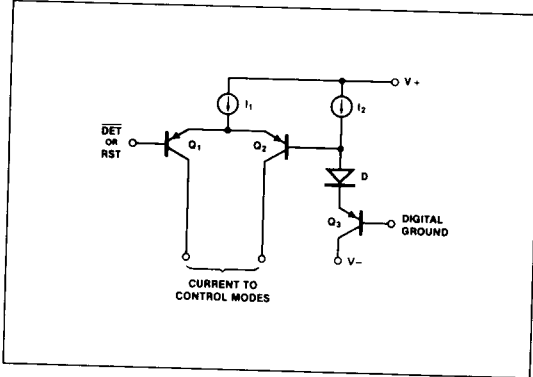 V+
I1
I2
DET
OR
RST
Q1
Q2
D
Q3
DIGITAL
GROUND
V−
CURRENT TO
CONTROL MODES